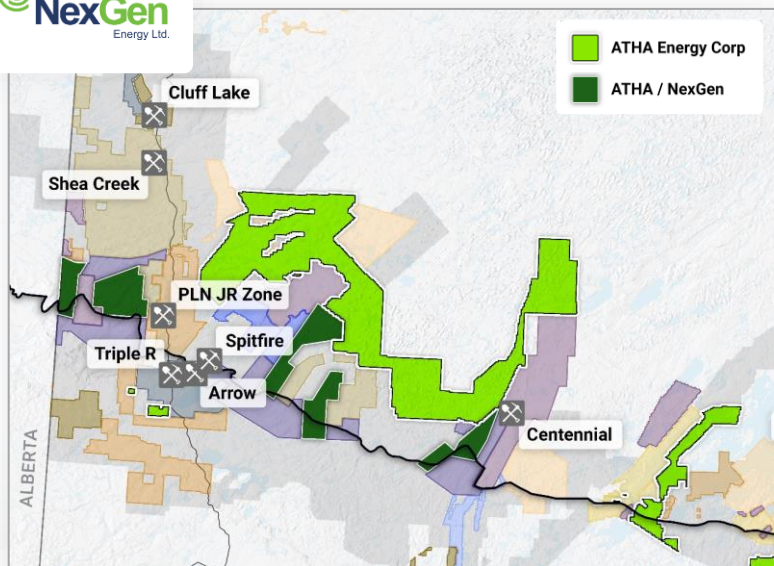 NexGen
Energy Ltd.
ATHA Energy Corp
ATHA / NexGen
Cluff Lake
Shea Creek
PLN JR Zone
Spitfire
Triple R
Arrow
Centennial
ALBERTA